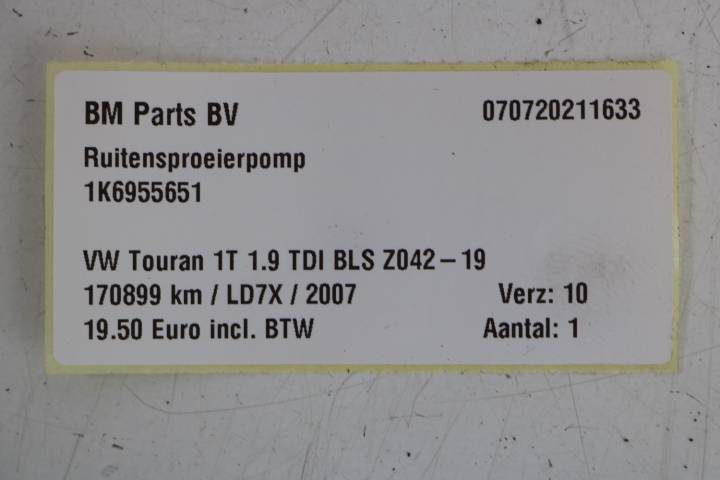 BM Parts BV 070720211633
Ruitensproeierpomp
1K6955651
VW Touran 1T 1.9 TDI BLS Z042-19
170899 km / LD7X / 2007 Verz: 10
19.50 Euro incl. BTW Aantal: 1